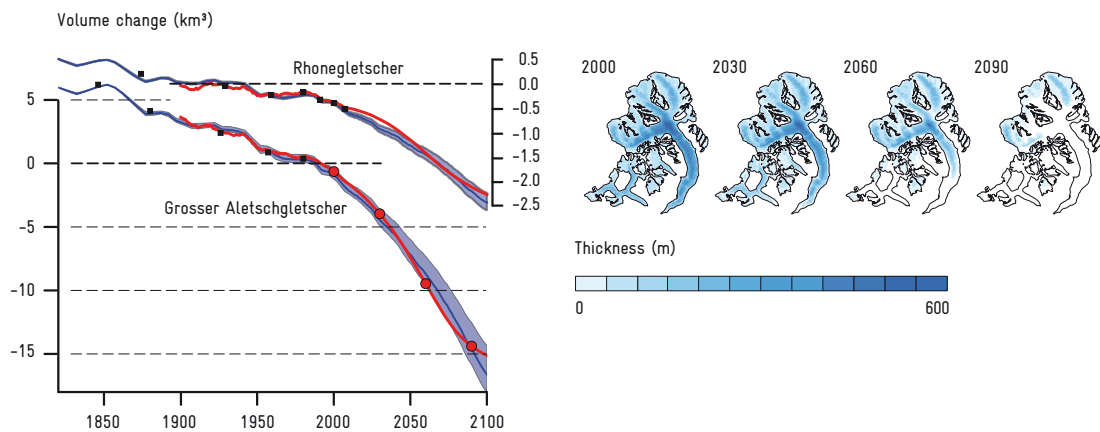 Volume change (km³)
Rhonegletscher
0.5
0.0
-0.5
-1.0
-1.5
-2.0
-2.5
5
0
-5
-10
-15
Grosser Aletschgletscher
1850 1900 1950 2000 2050 2100
2000 2030 2060 2090
Thickness (m)
0 600